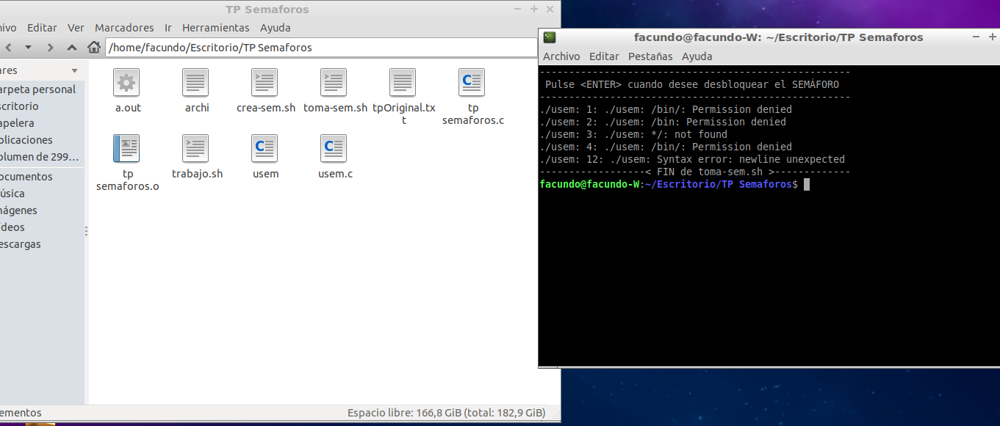 TP Semaforos
ivo Editar Ver Marcadores Ir Herramientas Ayuda
/home/facundo/Escritorio/TP Semaforos
ares
arpeta personal
scritorio
apelera
plicaciones
olumen de 299...
ocumentos
úsica
mágenes
ídeos
escargas
a.out
archi
crea-sem.sh
toma-sem.sh
tpOriginal.tx
t
tp
semaforos.c
tp
semaforos.o
trabajo.sh
usem
usem.c
ementos
Espacio libre: 166,8 GiB (total: 182,9 GiB)
facundo@facundo-W: ~/Escritorio/TP Semaforos
Archivo Editar Pestañas Ayuda
-----------------------------------------------------
Pulse <ENTER> cuando desee desbloquear el SEMÁFORO
-----------------------------------------------------
./usem: 1: ./usem: /bin/: Permission denied
./usem: 2: ./usem: /bin: Permission denied
./usem: 3: ./usem: */: not found
./usem: 4: ./usem: /bin/: Permission denied
./usem: 12: ./usem: Syntax error: newline unexpected
------------------< FIN de toma-sem.sh >-------------
facundo@facundo-W:~/Escritorio/TP Semaforos$